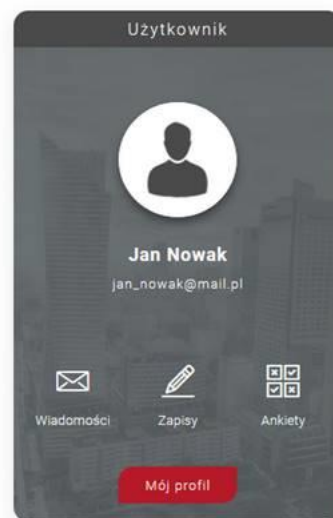 Użytkownik
Jan Nowak
jan_nowak@mail.pl
Wiadomości Zapisy Ankiety
Mój profil